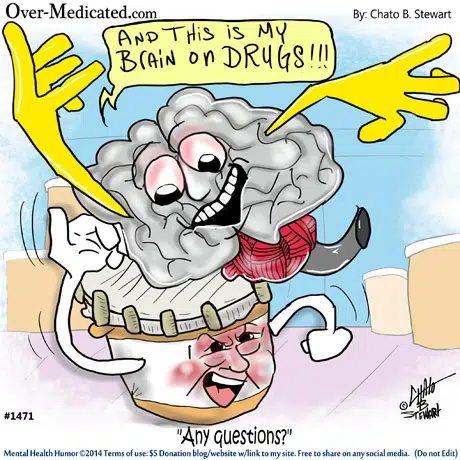 Over-Medicated.com
By: Chato B. Stewart
AND THIS IS MY
BRAIN ON DRUGS!!!
#1471
© CHATO
B
STEWART
"Any questions?"
Mental Health Humor ©2014 Terms of use: $5 Donation blog/website w/link to my site. Free to share on any social media. (Do not Edit)